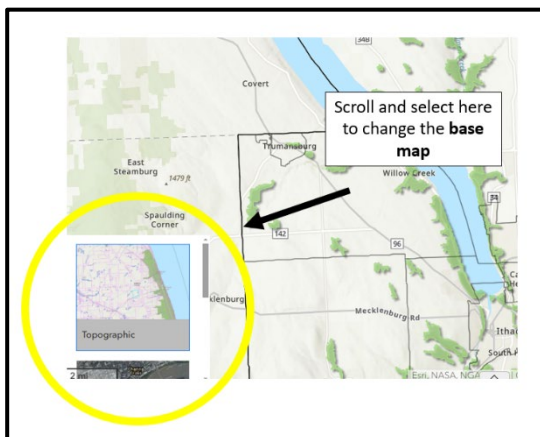 348
Covert
Scroll and select here
to change the base
map
Trumansburg
East
Steamburg
1479 ft
Willow Creek
Spaulding
Corner
142
96
Topographic
klenburg
Mecklenburg Rd
Itha
South
2 mi
Esri, NASA, NGA